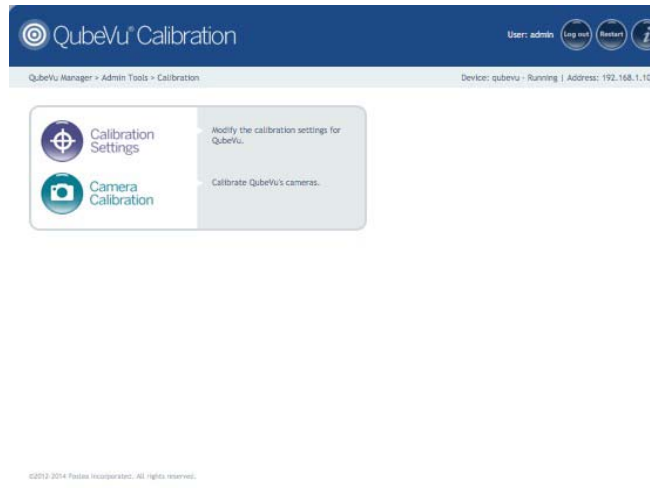 QubeVu® Calibration
User: admin Log out Restart i
QubeVu Manager > Admin Tools > Calibration
Device: qubevu - Running | Address: 192.168.1.10
Calibration
Settings
Modify the calibration settings for
QubeVu.
Camera
Calibration
Calibrate QubeVu's cameras.
©2012-2014 Postea Incorporated. All rights reserved.